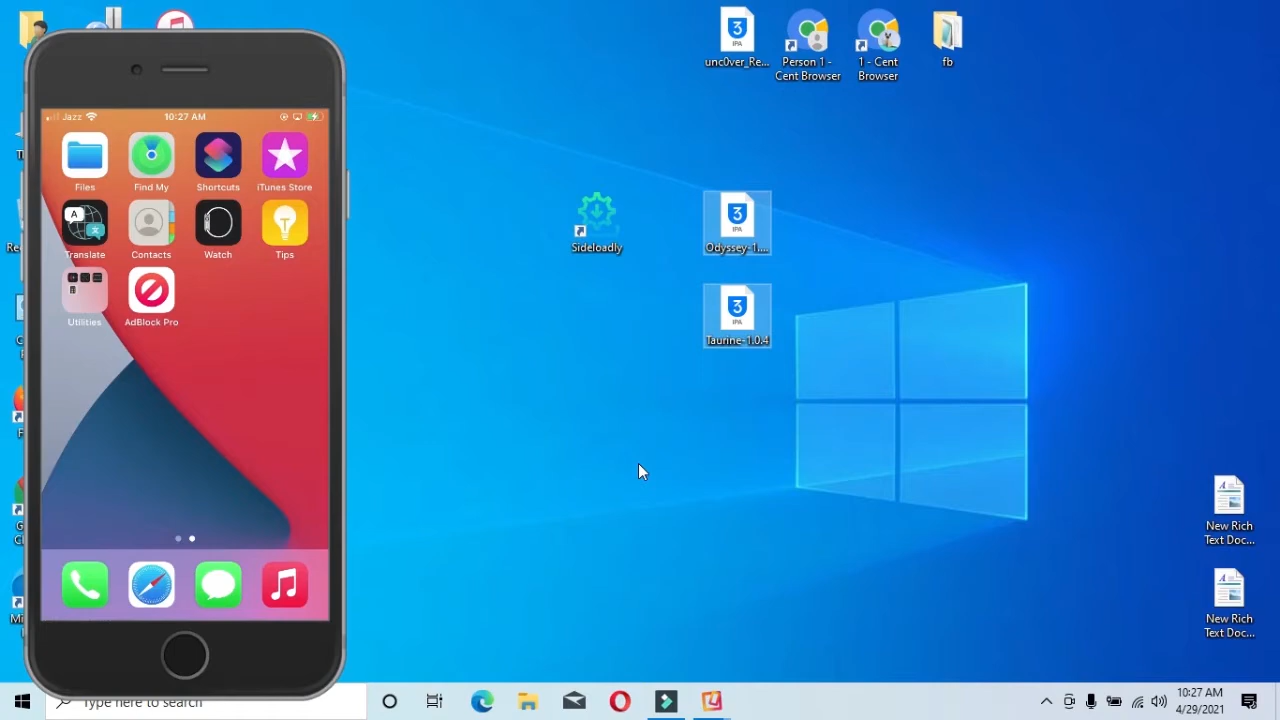 Jazz
10:27 AM
Files
Find My
Shortcuts
iTunes Store
Translate
Contacts
Watch
Tips
Utilities
AdBlock Pro
unc0ver_Re...
Person 1 -
Cent Browser
1 - Cent
Browser
fb
Sideloadly
Odyssey-1....
Taurine-1.0.4
New Rich
Text Doc...
New Rich
Text Doc...
Type here to search
10:27 AM
4/29/2021